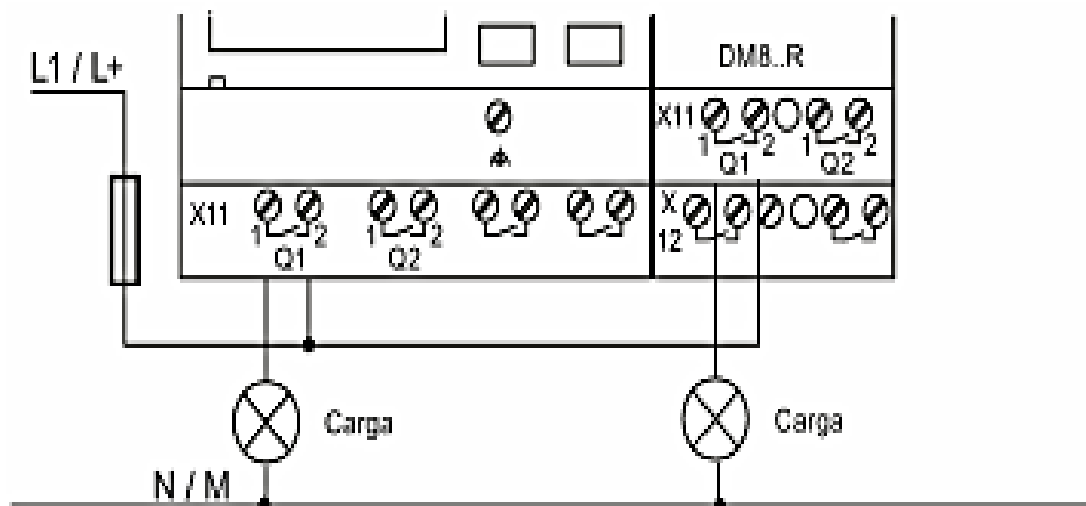 L1 / L+
DM8..R
X11
1 2 1 2
Q1 Q2
X11
1 2 1 2
Q1 Q2
X
12
Carga
Carga
N / M